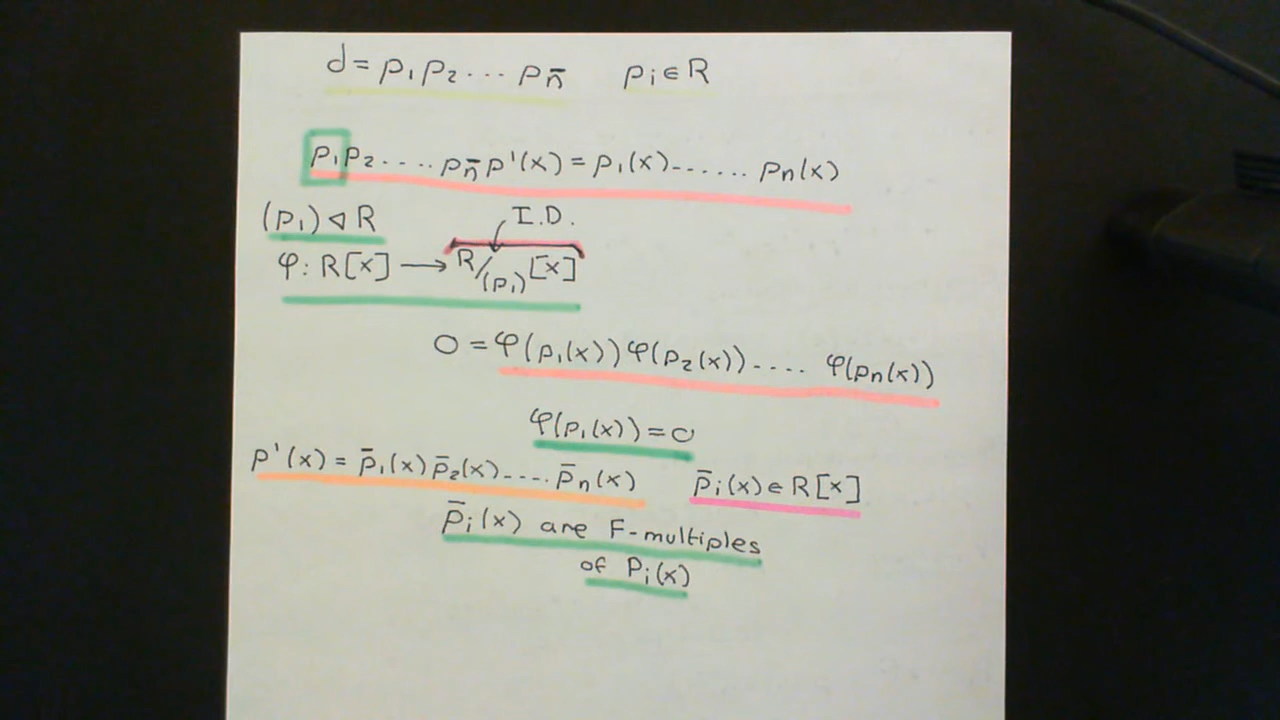 d = p₁p₂ ... pn̄    pᵢ ∈ R
p₁p₂ .... pn̄ p'(x) = p₁(x) ...... pₙ(x)
(p₁) ◁ R
I.D.
φ : R[x] ⟶ R/(p₁) [x]
0 = φ(p₁(x)) φ(p₂(x)) .... φ(pₙ(x))
φ(p₁(x)) = 0
p'(x) = p̄₁(x) p̄₂(x) .... p̄ₙ(x)    p̄ᵢ(x) ∈ R[x]
p̄ᵢ(x) are F-multiples
of Pᵢ(x)